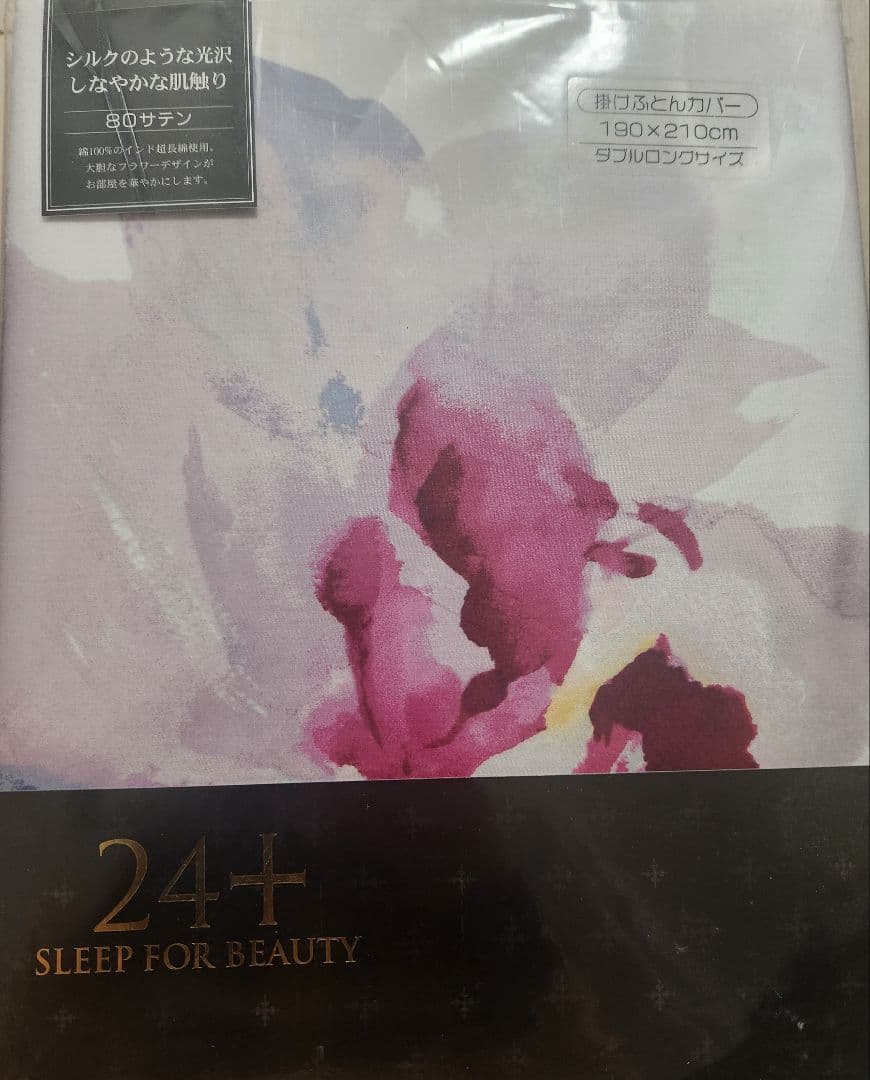 シルクのような光沢
しなやかな肌触り
80サテン
綿100%のインド超長綿使用。
大胆なフラワーデザインが
お部屋を華やかにします。
掛けふとんカバー
190×210cm
ダブルロングサイズ
24+
SLEEP FOR BEAUTY